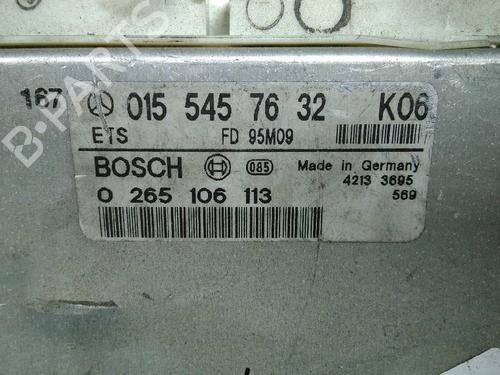 B-PARTS
167 015 545 76 32 K06
ETS FD 95M09
BOSCH 085 Made in Germany
0 265 106 113 4213 3695
569